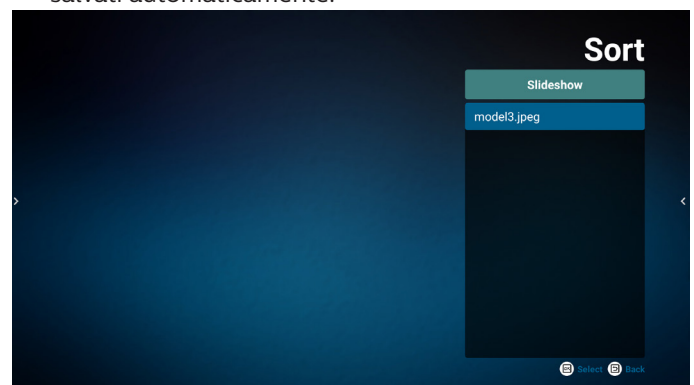 salvati automaticamente.
Sort
Slideshow
model3.jpeg
Select Back